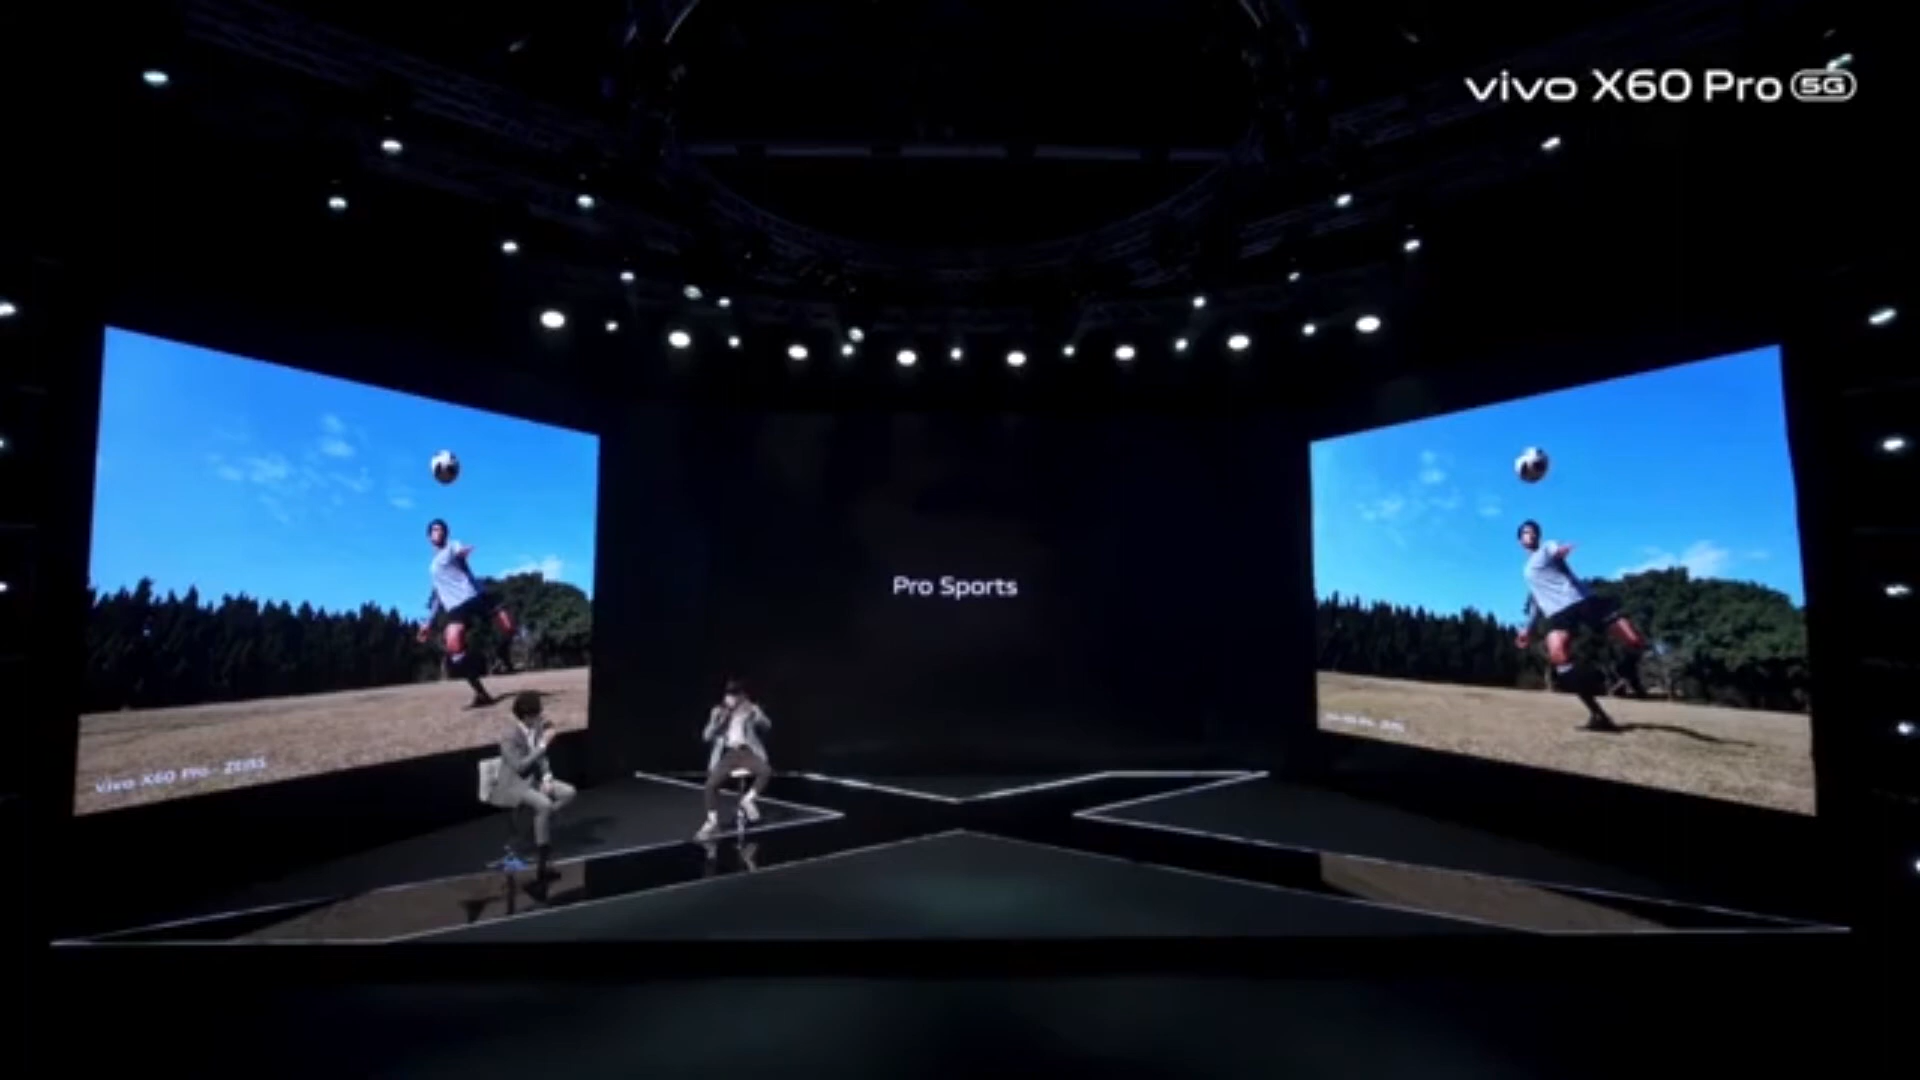 vivo X60 Pro 5G
Pro Sports
vivo X60 Pro · ZEISS